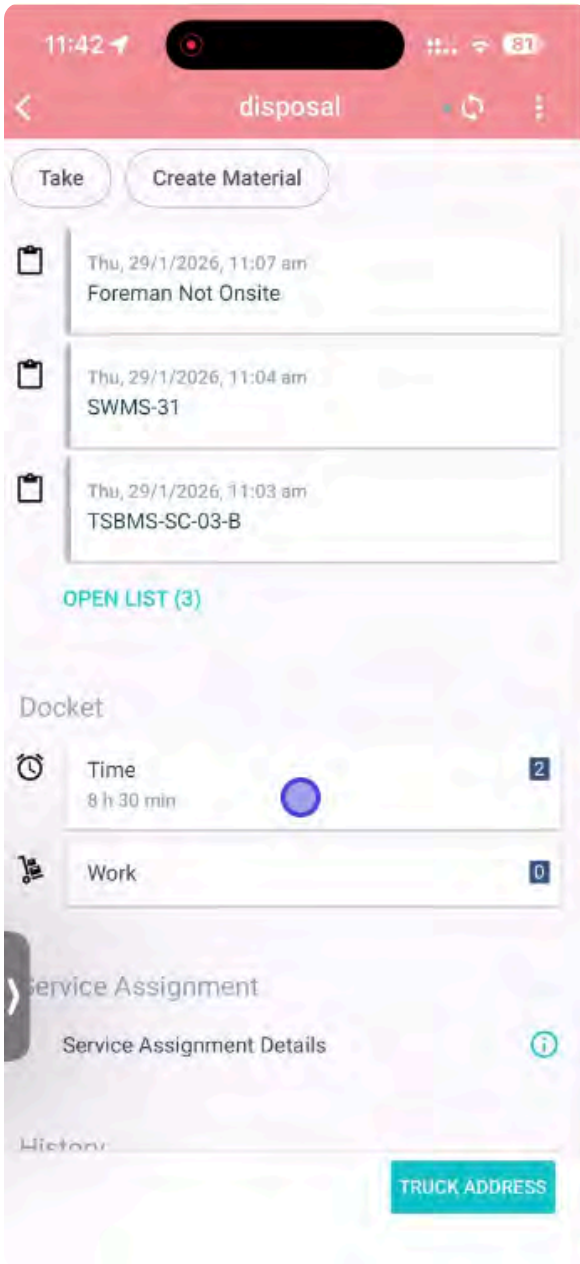 11:42
81
disposal
Take
Create Material
Thu, 29/1/2026, 11:07 am
Foreman Not Onsite
Thu, 29/1/2026, 11:04 am
SWMS-31
Thu, 29/1/2026, 11:03 am
TSBMS-SC-03-B
OPEN LIST (3)
Docket
Time
2
8 h 30 min
Work
0
Service Assignment
Service Assignment Details
History
TRUCK ADDRESS